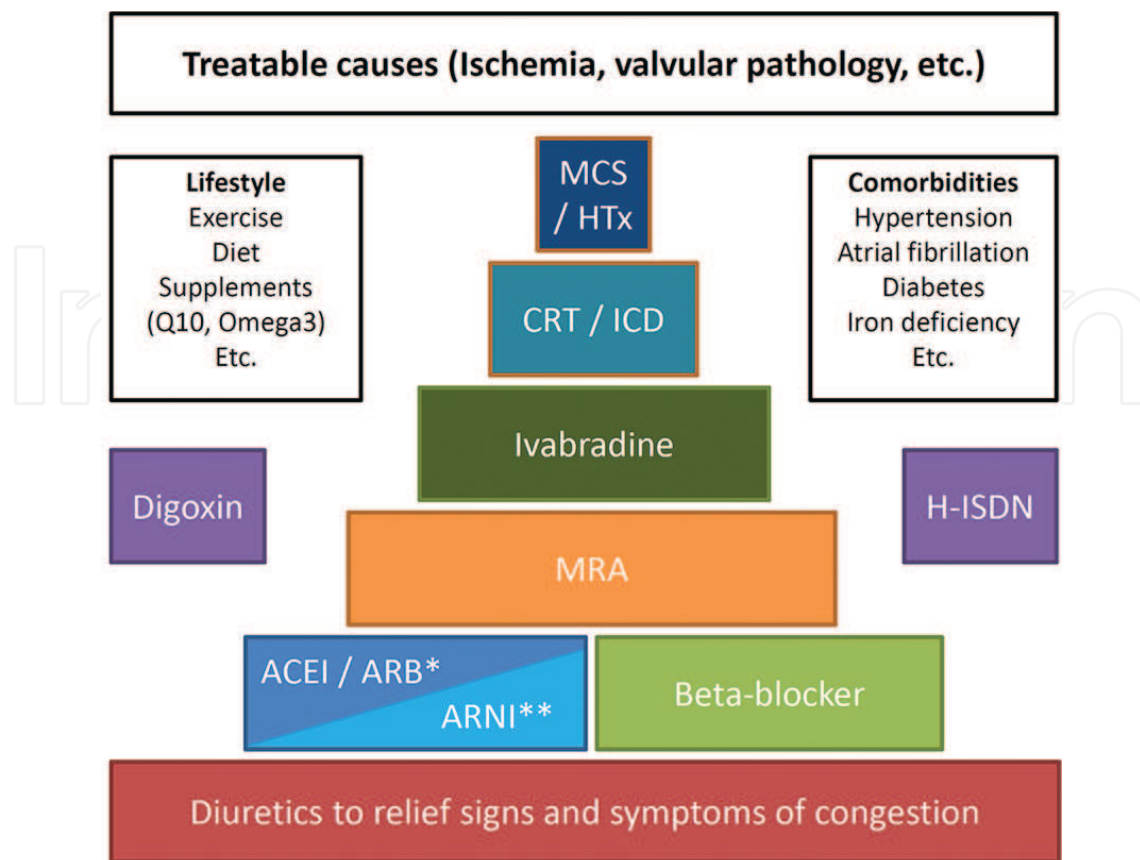 Treatable causes (Ischemia, valvular pathology, etc.)
MCS
/ HTx
Lifestyle
Exercise
Diet
Supplements
(Q10, Omega3)
Etc.
Comorbidities
Hypertension
Atrial fibrillation
Diabetes
Iron deficiency
Etc.
CRT / ICD
Ivabradine
Digoxin
H-ISDN
MRA
ACEI / ARB*
ARNI**
Beta-blocker
Diuretics to relief signs and symptoms of congestion